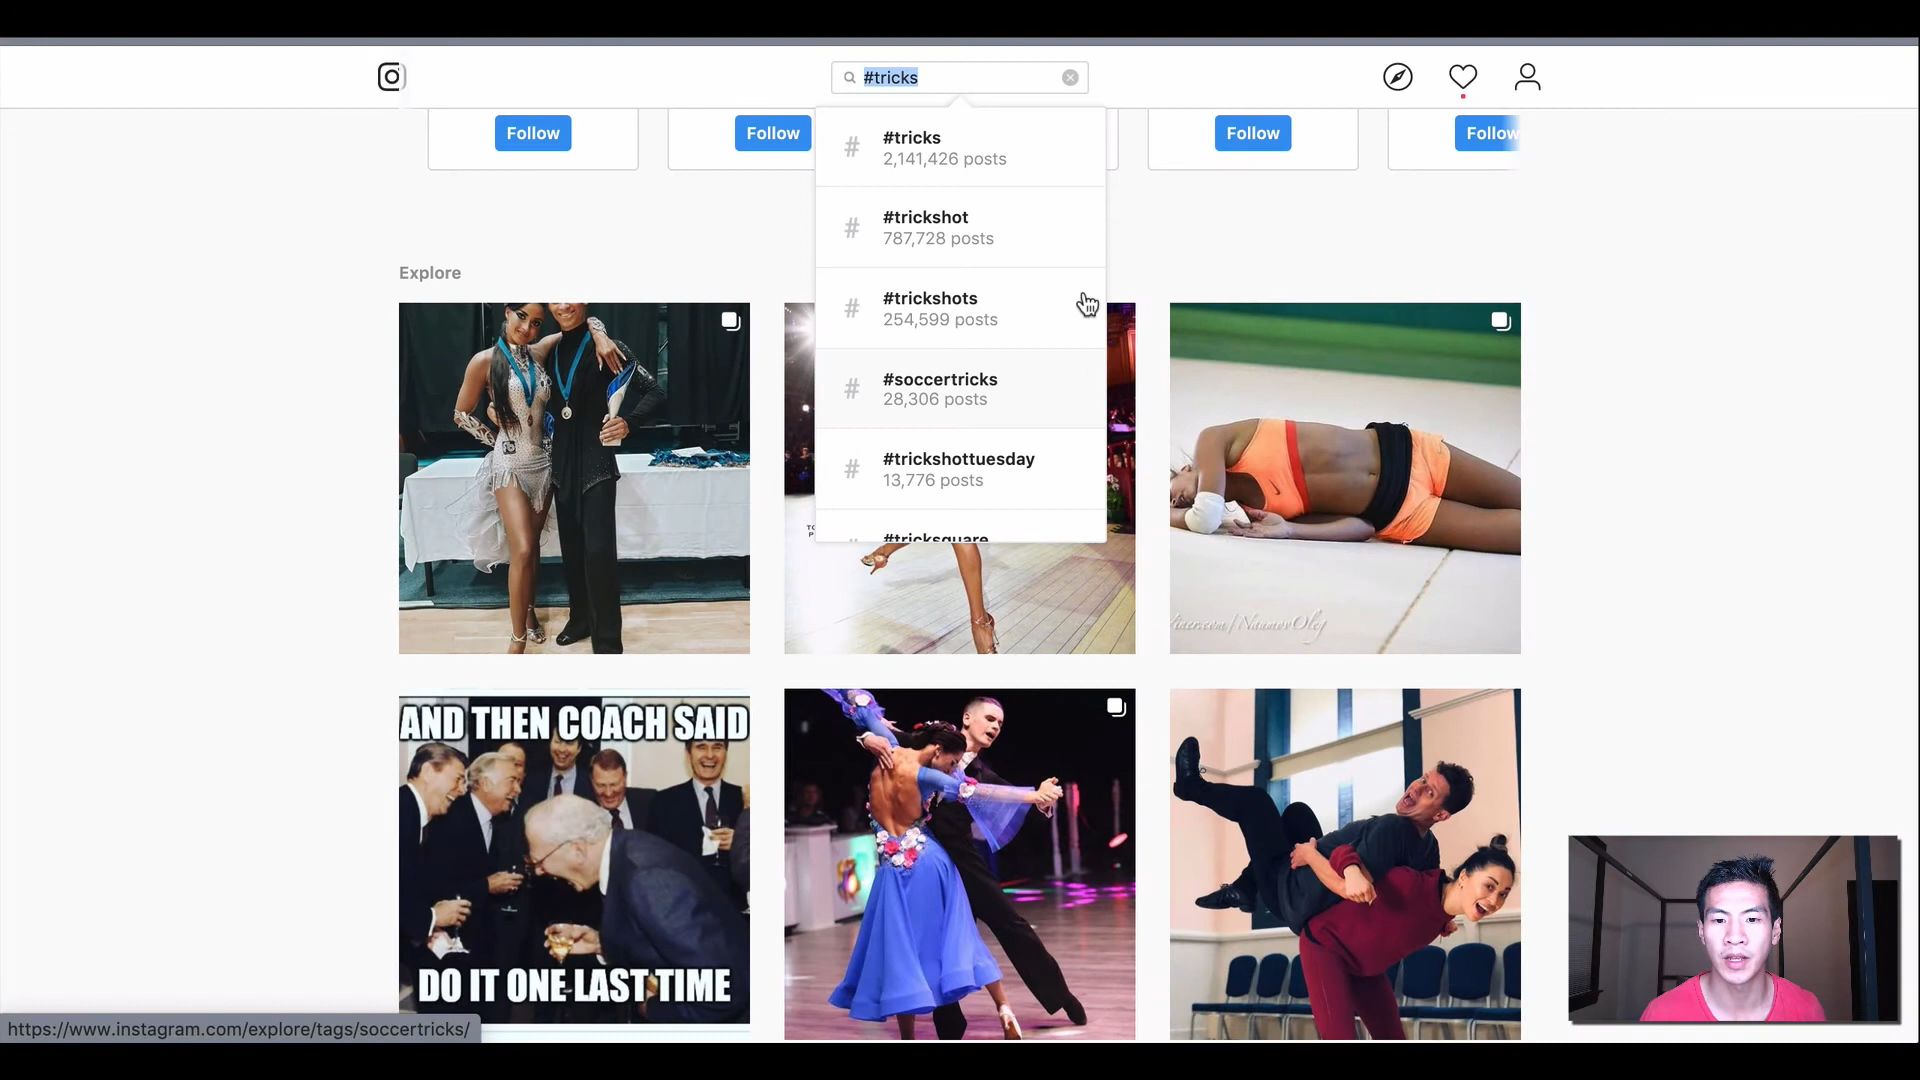 #tricks
Follow
Follow
Follow
Follow
#tricks
2,141,426 posts
#trickshot
787,728 posts
#trickshots
254,599 posts
#soccertricks
28,306 posts
#trickshottuesday
13,776 posts
#tricksquare
Explore
AND THEN COACH SAID
DO IT ONE LAST TIME
https://www.instagram.com/explore/tags/soccertricks/